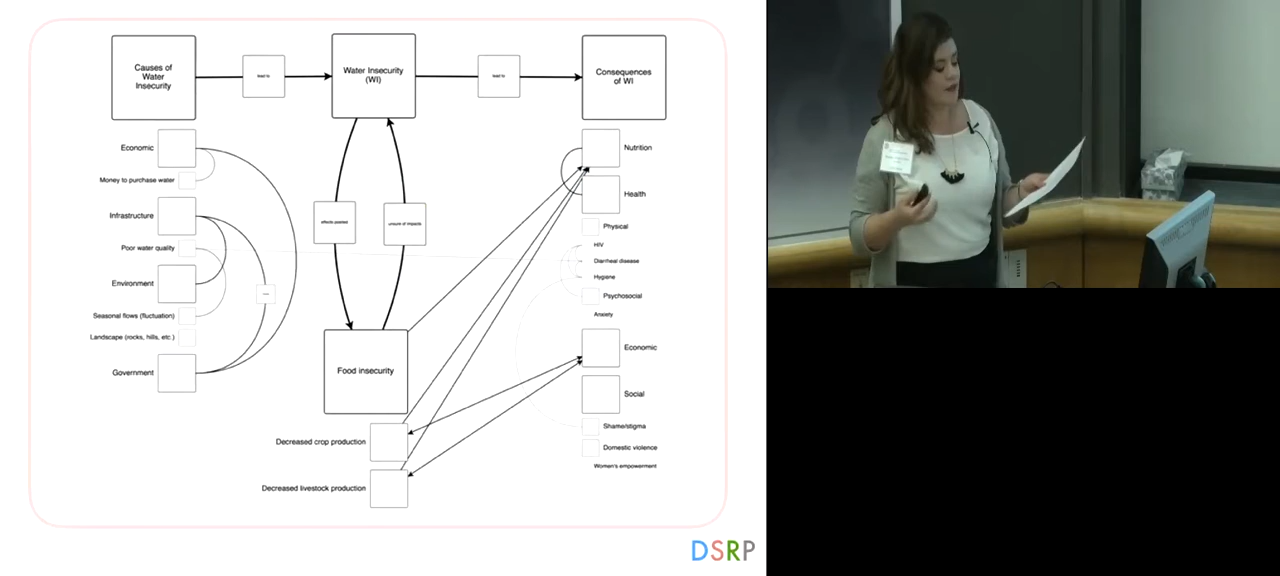 Causes of
Water
Insecurity
lead to
Water Insecurity
(WI)
lead to
Consequences
of WI
Economic
Money to purchase water
Infrastructure
Poor water quality
Environment
Seasonal flows (fluctuation)
Landscape (rocks, hills, etc.)
Government
effects posited
unsure of impacts
Food insecurity
Decreased crop production
Decreased livestock production
Nutrition
Health
Physical
HIV
Diarrheal disease
Hygiene
Psychosocial
Anxiety
Economic
Social
Shame/stigma
Domestic violence
Women's empowerment
DSRP